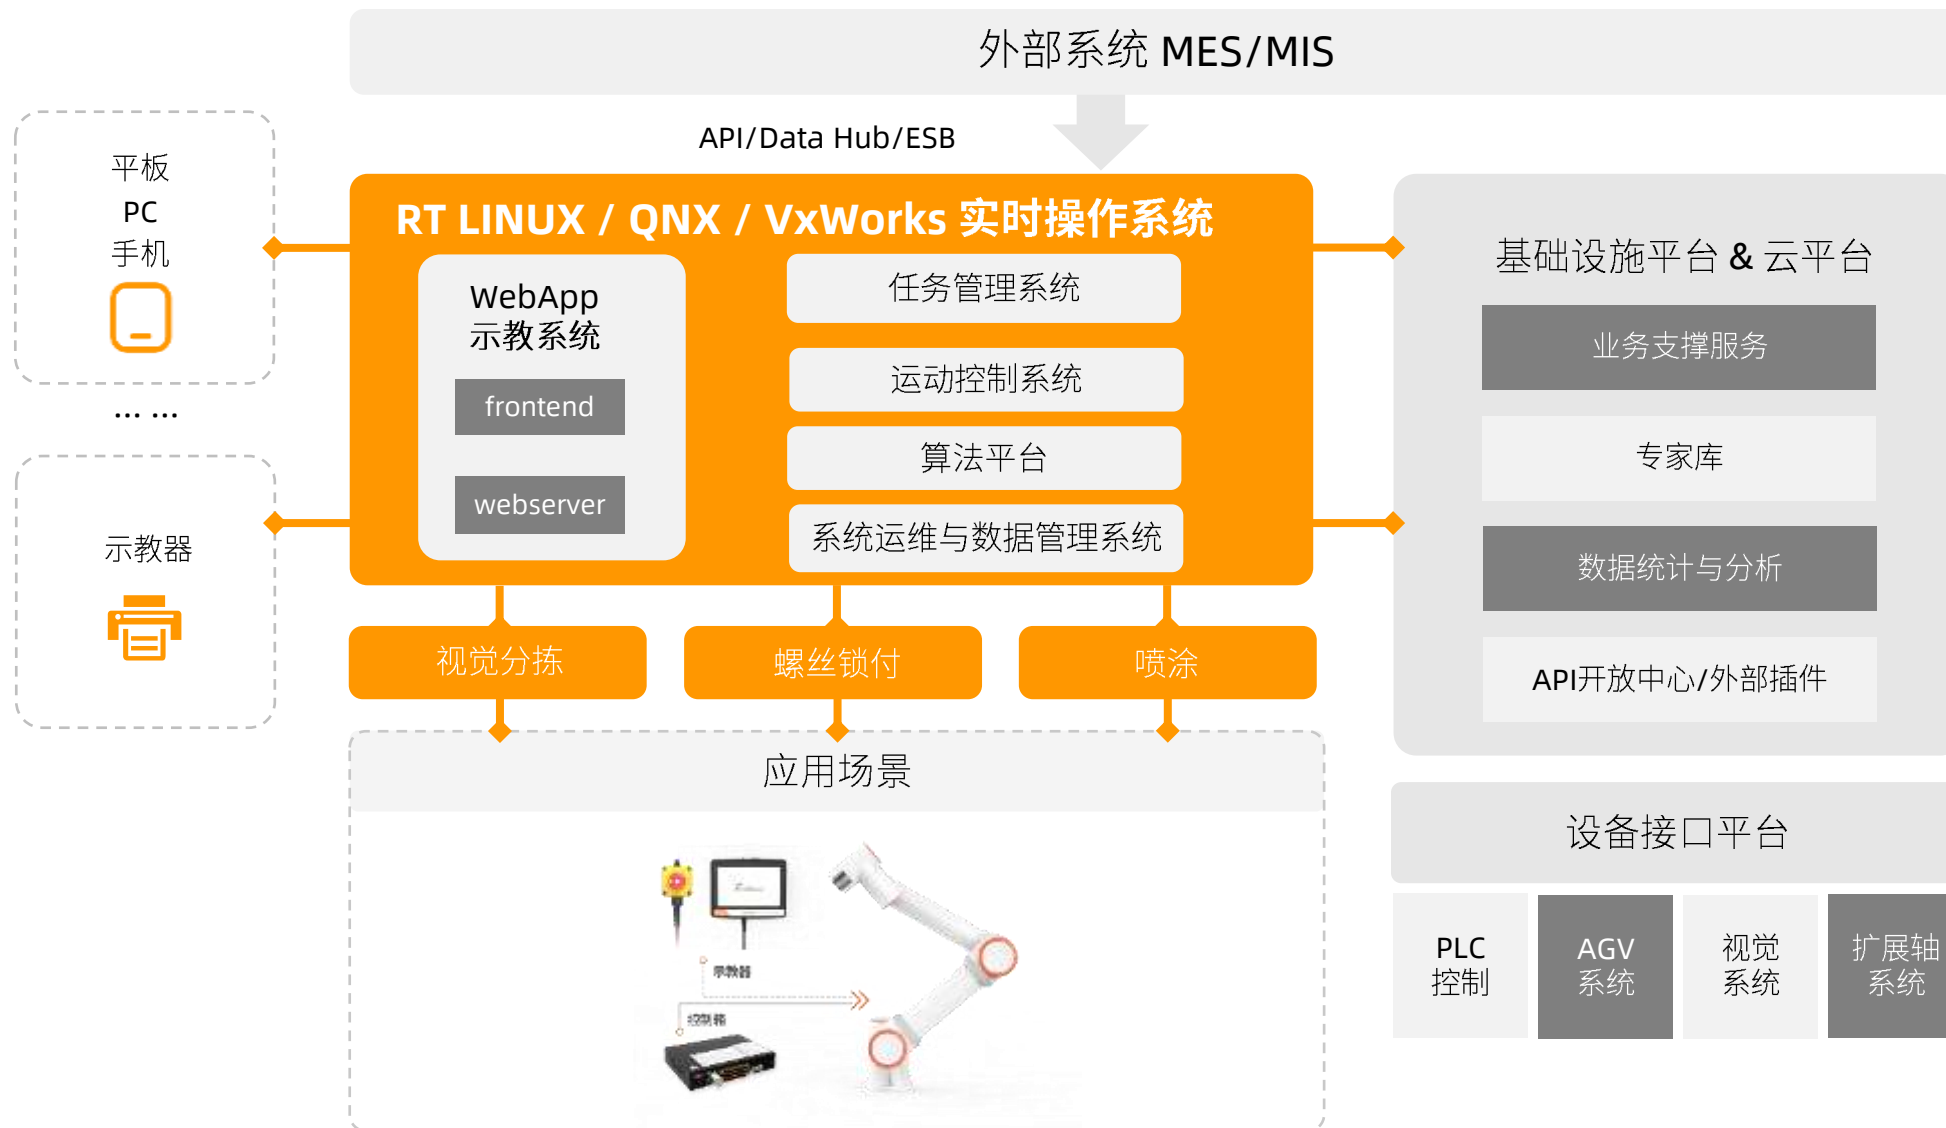 外部系统 MES/MIS
API/Data Hub/ESB
平板
PC
手机
... ...
示教器
RT LINUX / QNX / VxWorks 实时操作系统
WebApp
示教系统
frontend
webserver
任务管理系统
运动控制系统
算法平台
系统运维与数据管理系统
视觉分拣
螺丝锁付
喷涂
应用场景
示教器
控制箱
基础设施平台 & 云平台
业务支撑服务
专家库
数据统计与分析
API开放中心/外部插件
设备接口平台
PLC
控制
AGV
系统
视觉
系统
扩展轴
系统